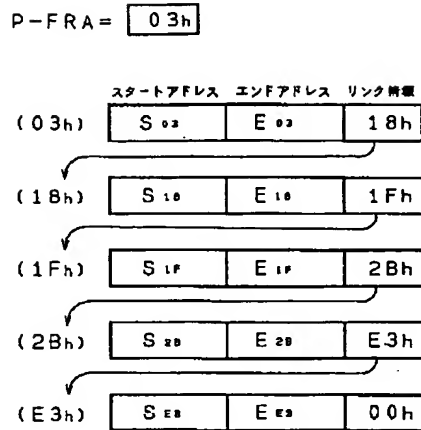 P-FRA= 03h
スタートアドレス エンドアドレス リンク情報
(03h) S03 E03 18h
(18h) S18 E18 1Fh
(1Fh) S1F E1F 2Bh
(2Bh) S2B E2B E3h
(E3h) SE3 EE3 00h